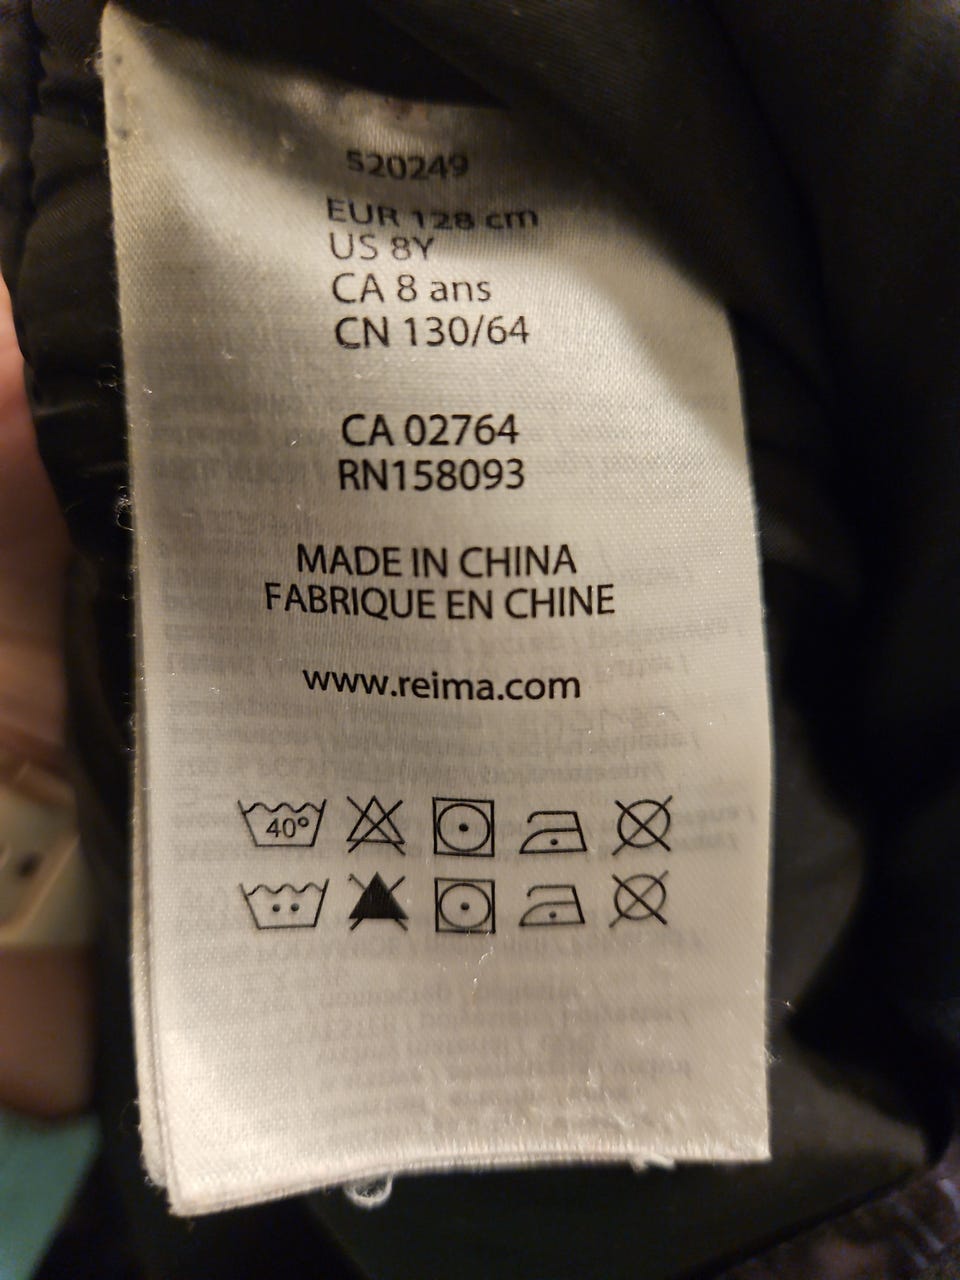 520249
EUR 128 cm
US 8Y
CA 8 ans
CN 130/64
CA 02764
RN158093
MADE IN CHINA
FABRIQUE EN CHINE
www.reima.com
40°